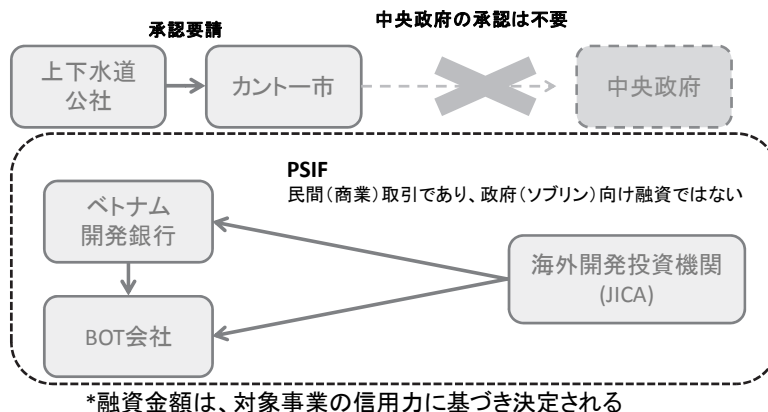 承認要請
中央政府の承認は不要
上下水道
公社
カントー市
中央政府
PSIF
民間(商業)取引であり、政府(ソブリン)向け融資ではない
ベトナム
開発銀行
海外開発投資機関
(JICA)
BOT会社
*融資金額は、対象事業の信用力に基づき決定される